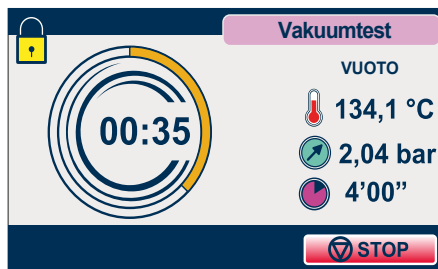 Vakuumtest
VUOTO
134,1 °C
00:35
2,04 bar
4’00”
STOP